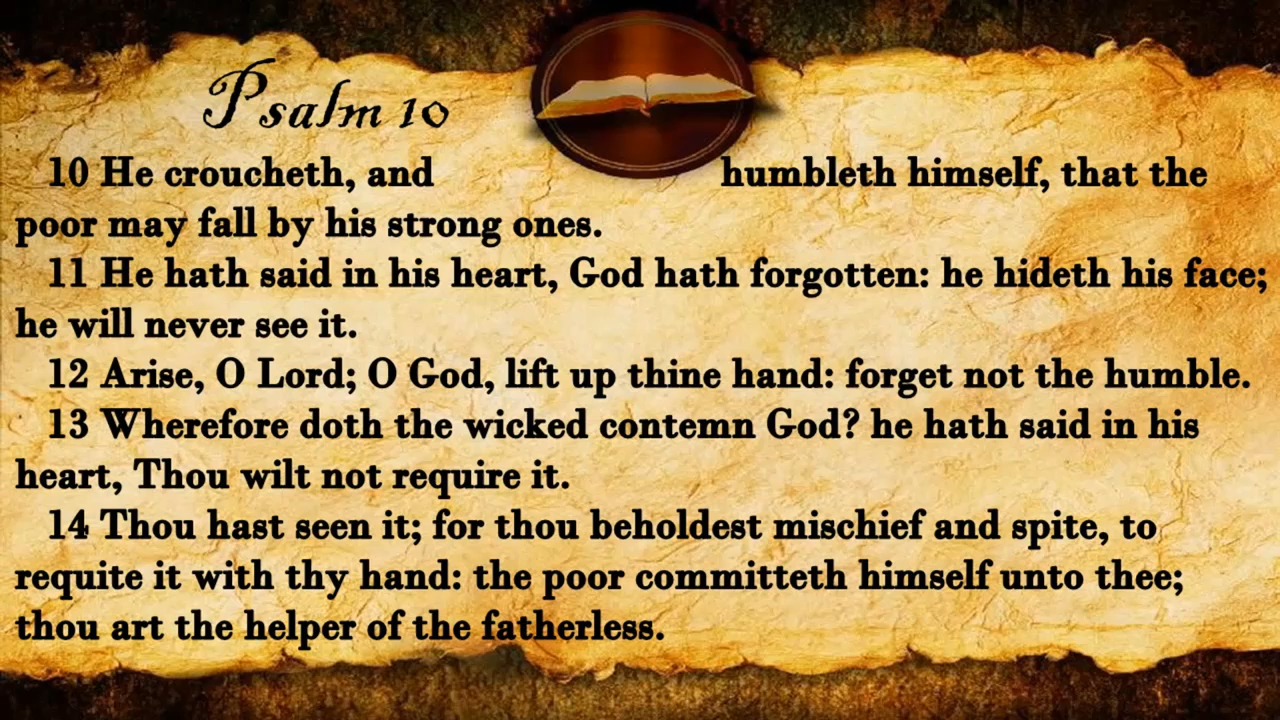 Psalm 10
10 He croucheth, and humbleth himself, that the
poor may fall by his strong ones.
11 He hath said in his heart, God hath forgotten: he hideth his face;
he will never see it.
12 Arise, O Lord; O God, lift up thine hand: forget not the humble.
13 Wherefore doth the wicked contemn God? he hath said in his
heart, Thou wilt not require it.
14 Thou hast seen it; for thou beholdest mischief and spite, to
requite it with thy hand: the poor committeth himself unto thee;
thou art the helper of the fatherless.